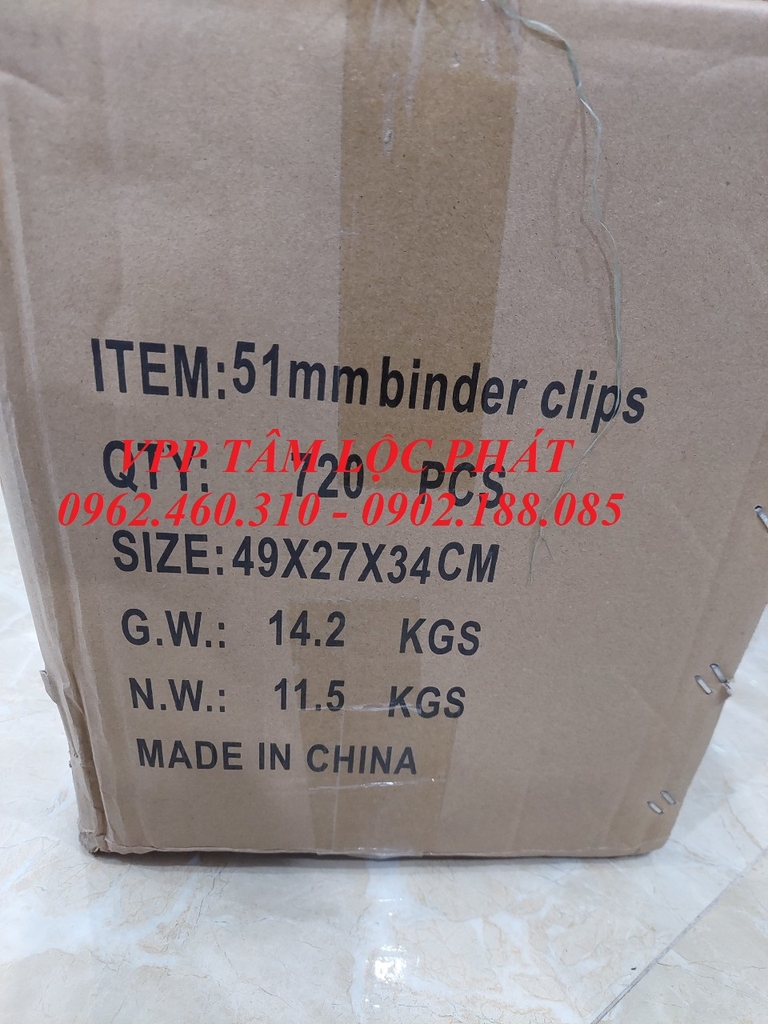 ITEM:51mm binder clips
QTY: 720 PCS
VPP TÂM LỘC PHÁT
0962.460.310 - 0902.188.085
SIZE:49X27X34CM
G.W.: 14.2 KGS
N.W.: 11.5 KGS
MADE IN CHINA